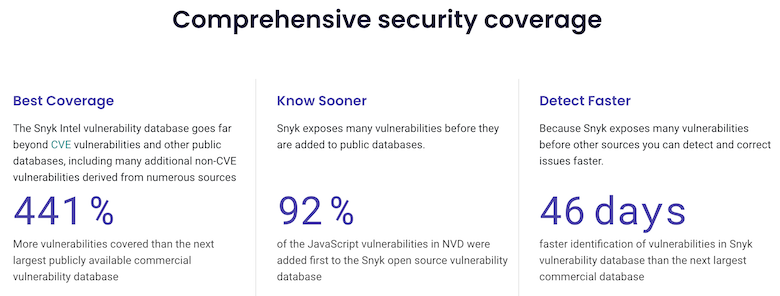 Comprehensive security coverage
Best Coverage
The Snyk Intel vulnerability database goes far
beyond CVE vulnerabilities and other public
databases, including many additional non-CVE
vulnerabilities derived from numerous sources
441 %
More vulnerabilities covered than the next
largest publicly available commercial
vulnerability database
Know Sooner
Snyk exposes many vulnerabilities before they
are added to public databases.
92 %
of the JavaScript vulnerabilities in NVD were
added first to the Snyk open source vulnerability
database
Detect Faster
Because Snyk exposes many vulnerabilities
before other sources you can detect and correct
issues faster.
46 days
faster identification of vulnerabilities in Snyk
vulnerability database than the next largest
commercial database